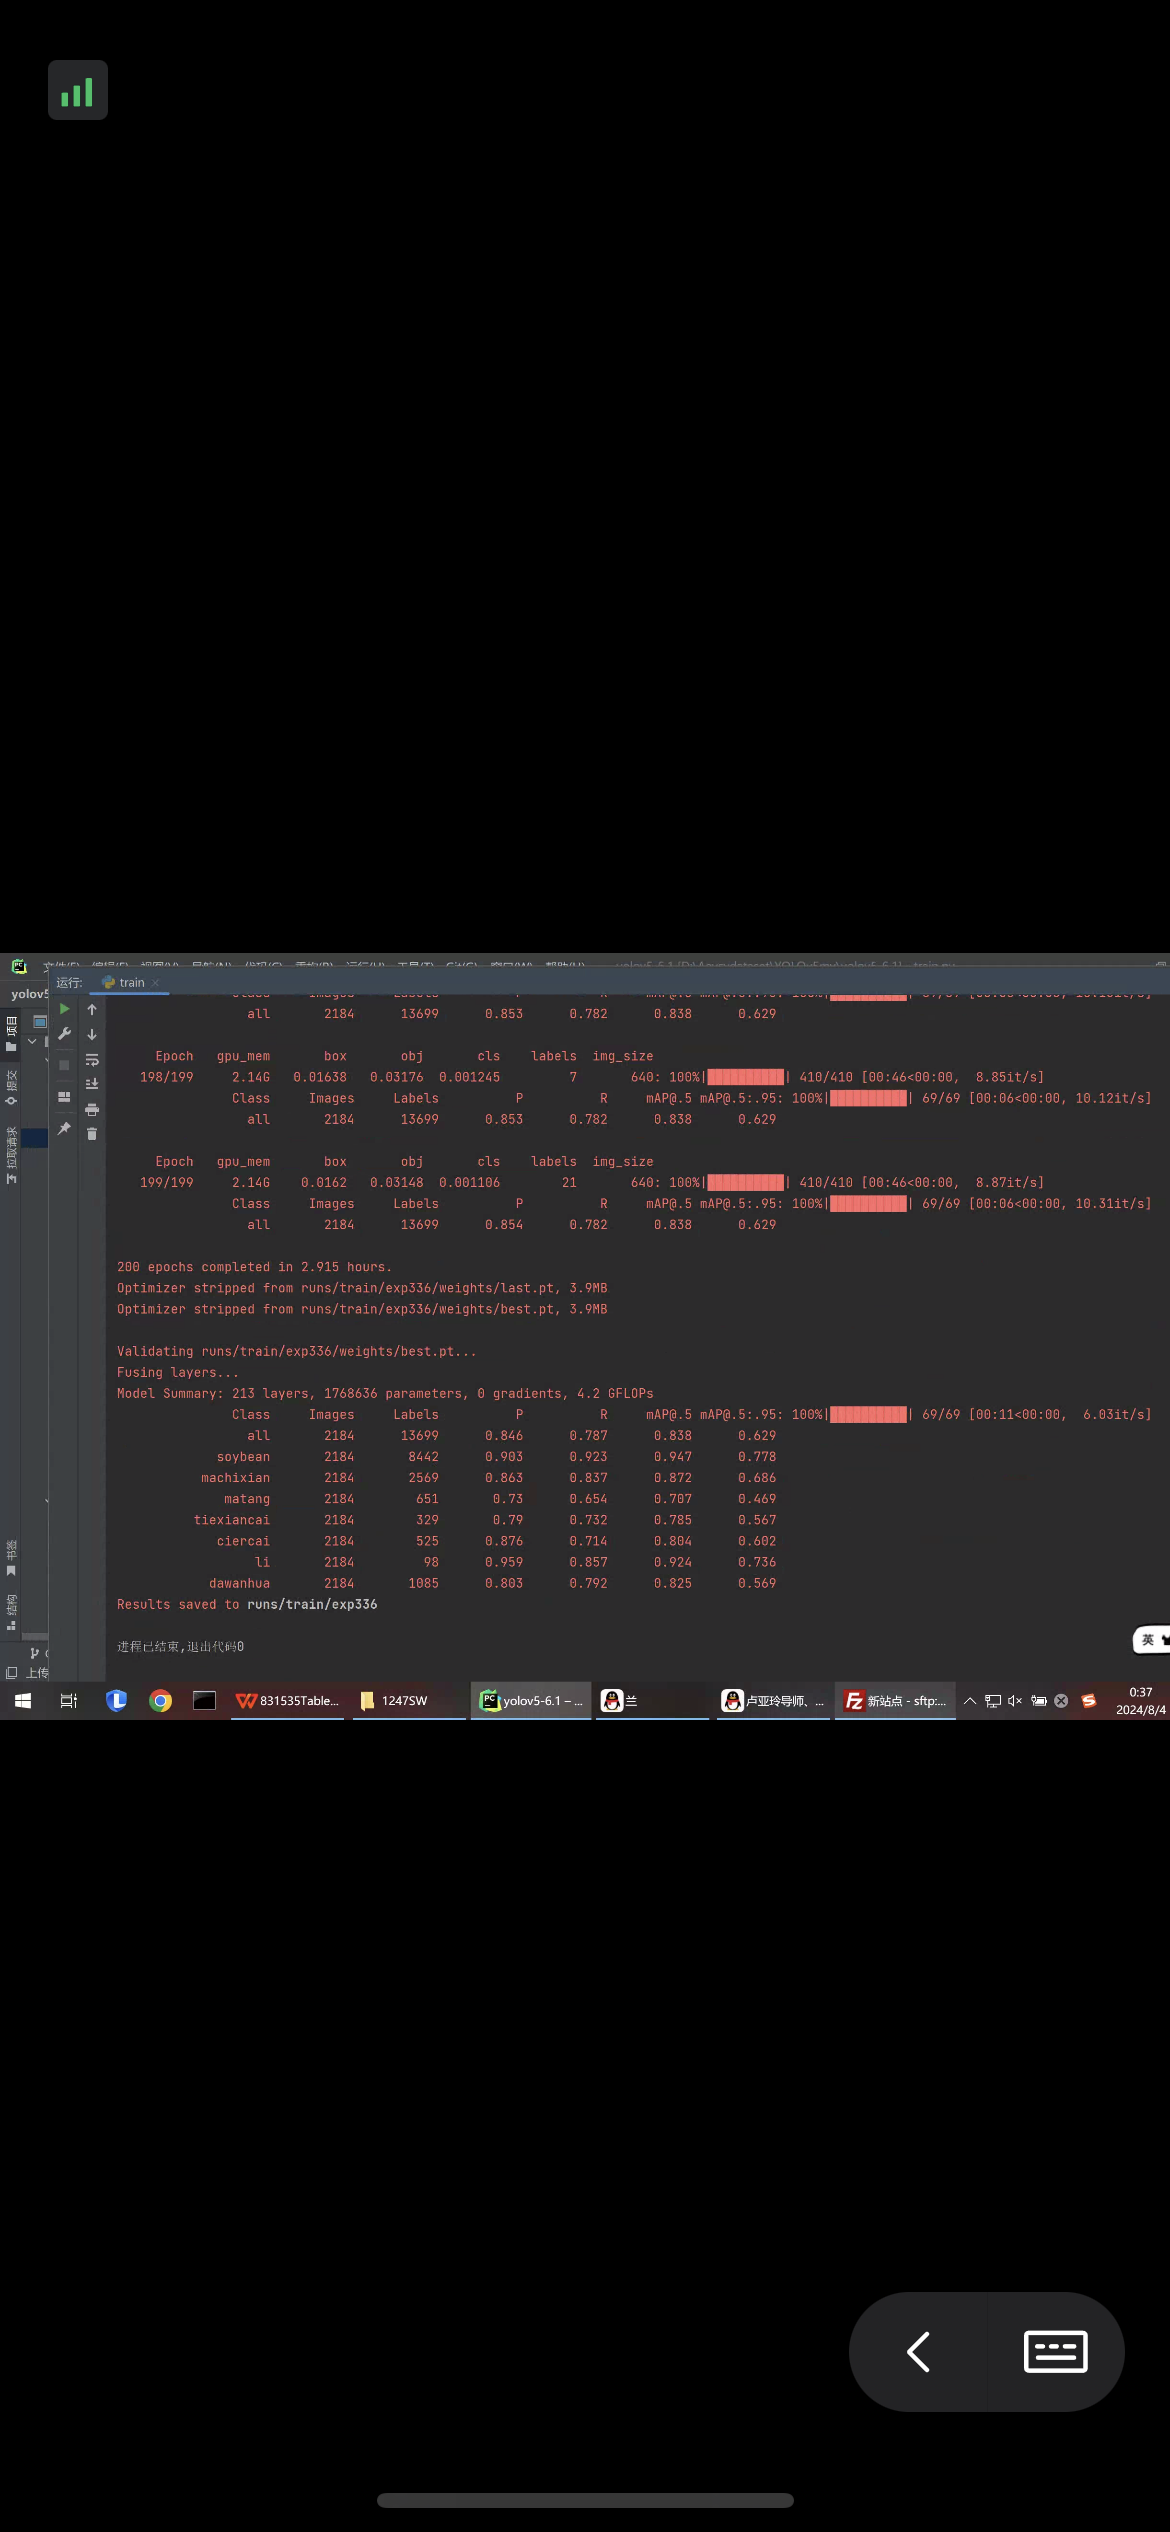 运行: train
all 2184 13699 0.853 0.782 0.838 0.629
Epoch gpu_mem box obj cls labels img_size
198/199 2.14G 0.01638 0.03176 0.001245 7 640: 100%|██████████| 410/410 [00:46<00:00, 8.85it/s]
Class Images Labels P R mAP@.5 mAP@.5:.95: 100%|██████████| 69/69 [00:06<00:00, 10.12it/s]
all 2184 13699 0.853 0.782 0.838 0.629
Epoch gpu_mem box obj cls labels img_size
199/199 2.14G 0.0162 0.03148 0.001106 21 640: 100%|██████████| 410/410 [00:46<00:00, 8.87it/s]
Class Images Labels P R mAP@.5 mAP@.5:.95: 100%|██████████| 69/69 [00:06<00:00, 10.31it/s]
all 2184 13699 0.854 0.782 0.838 0.629
200 epochs completed in 2.915 hours.
Optimizer stripped from runs/train/exp336/weights/last.pt, 3.9MB
Optimizer stripped from runs/train/exp336/weights/best.pt, 3.9MB
Validating runs/train/exp336/weights/best.pt...
Fusing layers...
Model Summary: 213 layers, 1768636 parameters, 0 gradients, 4.2 GFLOPs
Class Images Labels P R mAP@.5 mAP@.5:.95: 100%|██████████| 69/69 [00:11<00:00, 6.03it/s]
all 2184 13699 0.846 0.787 0.838 0.629
soybean 2184 8442 0.903 0.923 0.947 0.778
machixian 2184 2569 0.863 0.837 0.872 0.686
matang 2184 651 0.73 0.654 0.707 0.469
tiexiancai 2184 329 0.79 0.732 0.785 0.567
ciercai 2184 525 0.876 0.714 0.804 0.602
li 2184 98 0.959 0.857 0.924 0.736
dawanhua 2184 1085 0.803 0.792 0.825 0.569
Results saved to runs/train/exp336
进程已结束,退出代码0
yolov5
项目
提交
拉取请求
书签
结构
上传
英
831535Table...
1247SW
yolov5-6.1 – ...
兰
卢亚玲导师、...
新站点 - sftp:...
0:37
2024/8/4